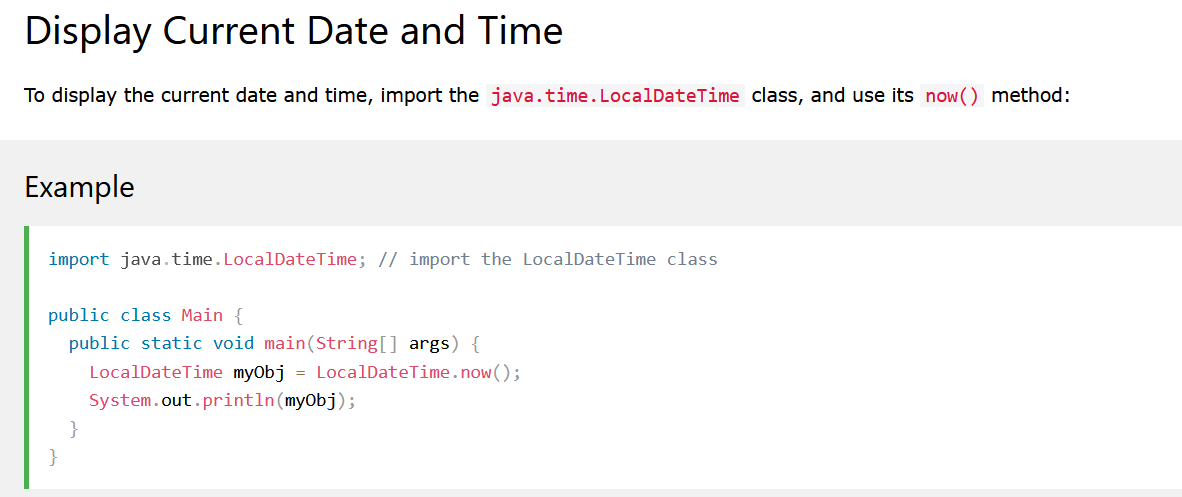 Display Current Date and Time
To display the current date and time, import the java.time.LocalDateTime class, and use its now() method:
Example
import java.time.LocalDateTime; // import the LocalDateTime class
public class Main {
  public static void main(String[] args) {
    LocalDateTime myObj = LocalDateTime.now();
    System.out.println(myObj);
  }
}